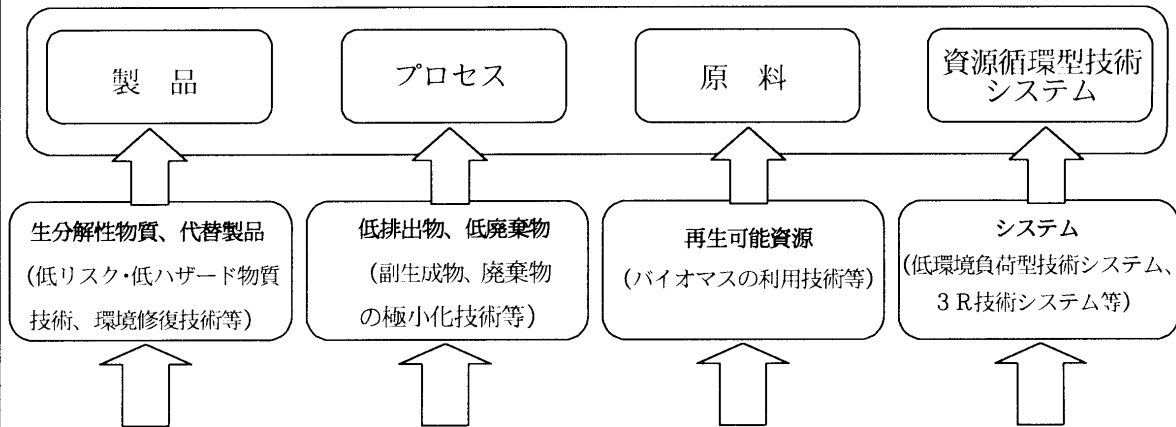 製　品
プロセス
原　料
資源循環型技術
システム
生分解性物質、代替製品
（低リスク・低ハザード物質
技術、環境修復技術等）
低排出物、低廃棄物
（副生成物、廃棄物
の極小化技術等）
再生可能資源
（バイオマスの利用技術等）
システム
（低環境負荷型技術システム、
３Ｒ技術システム等）